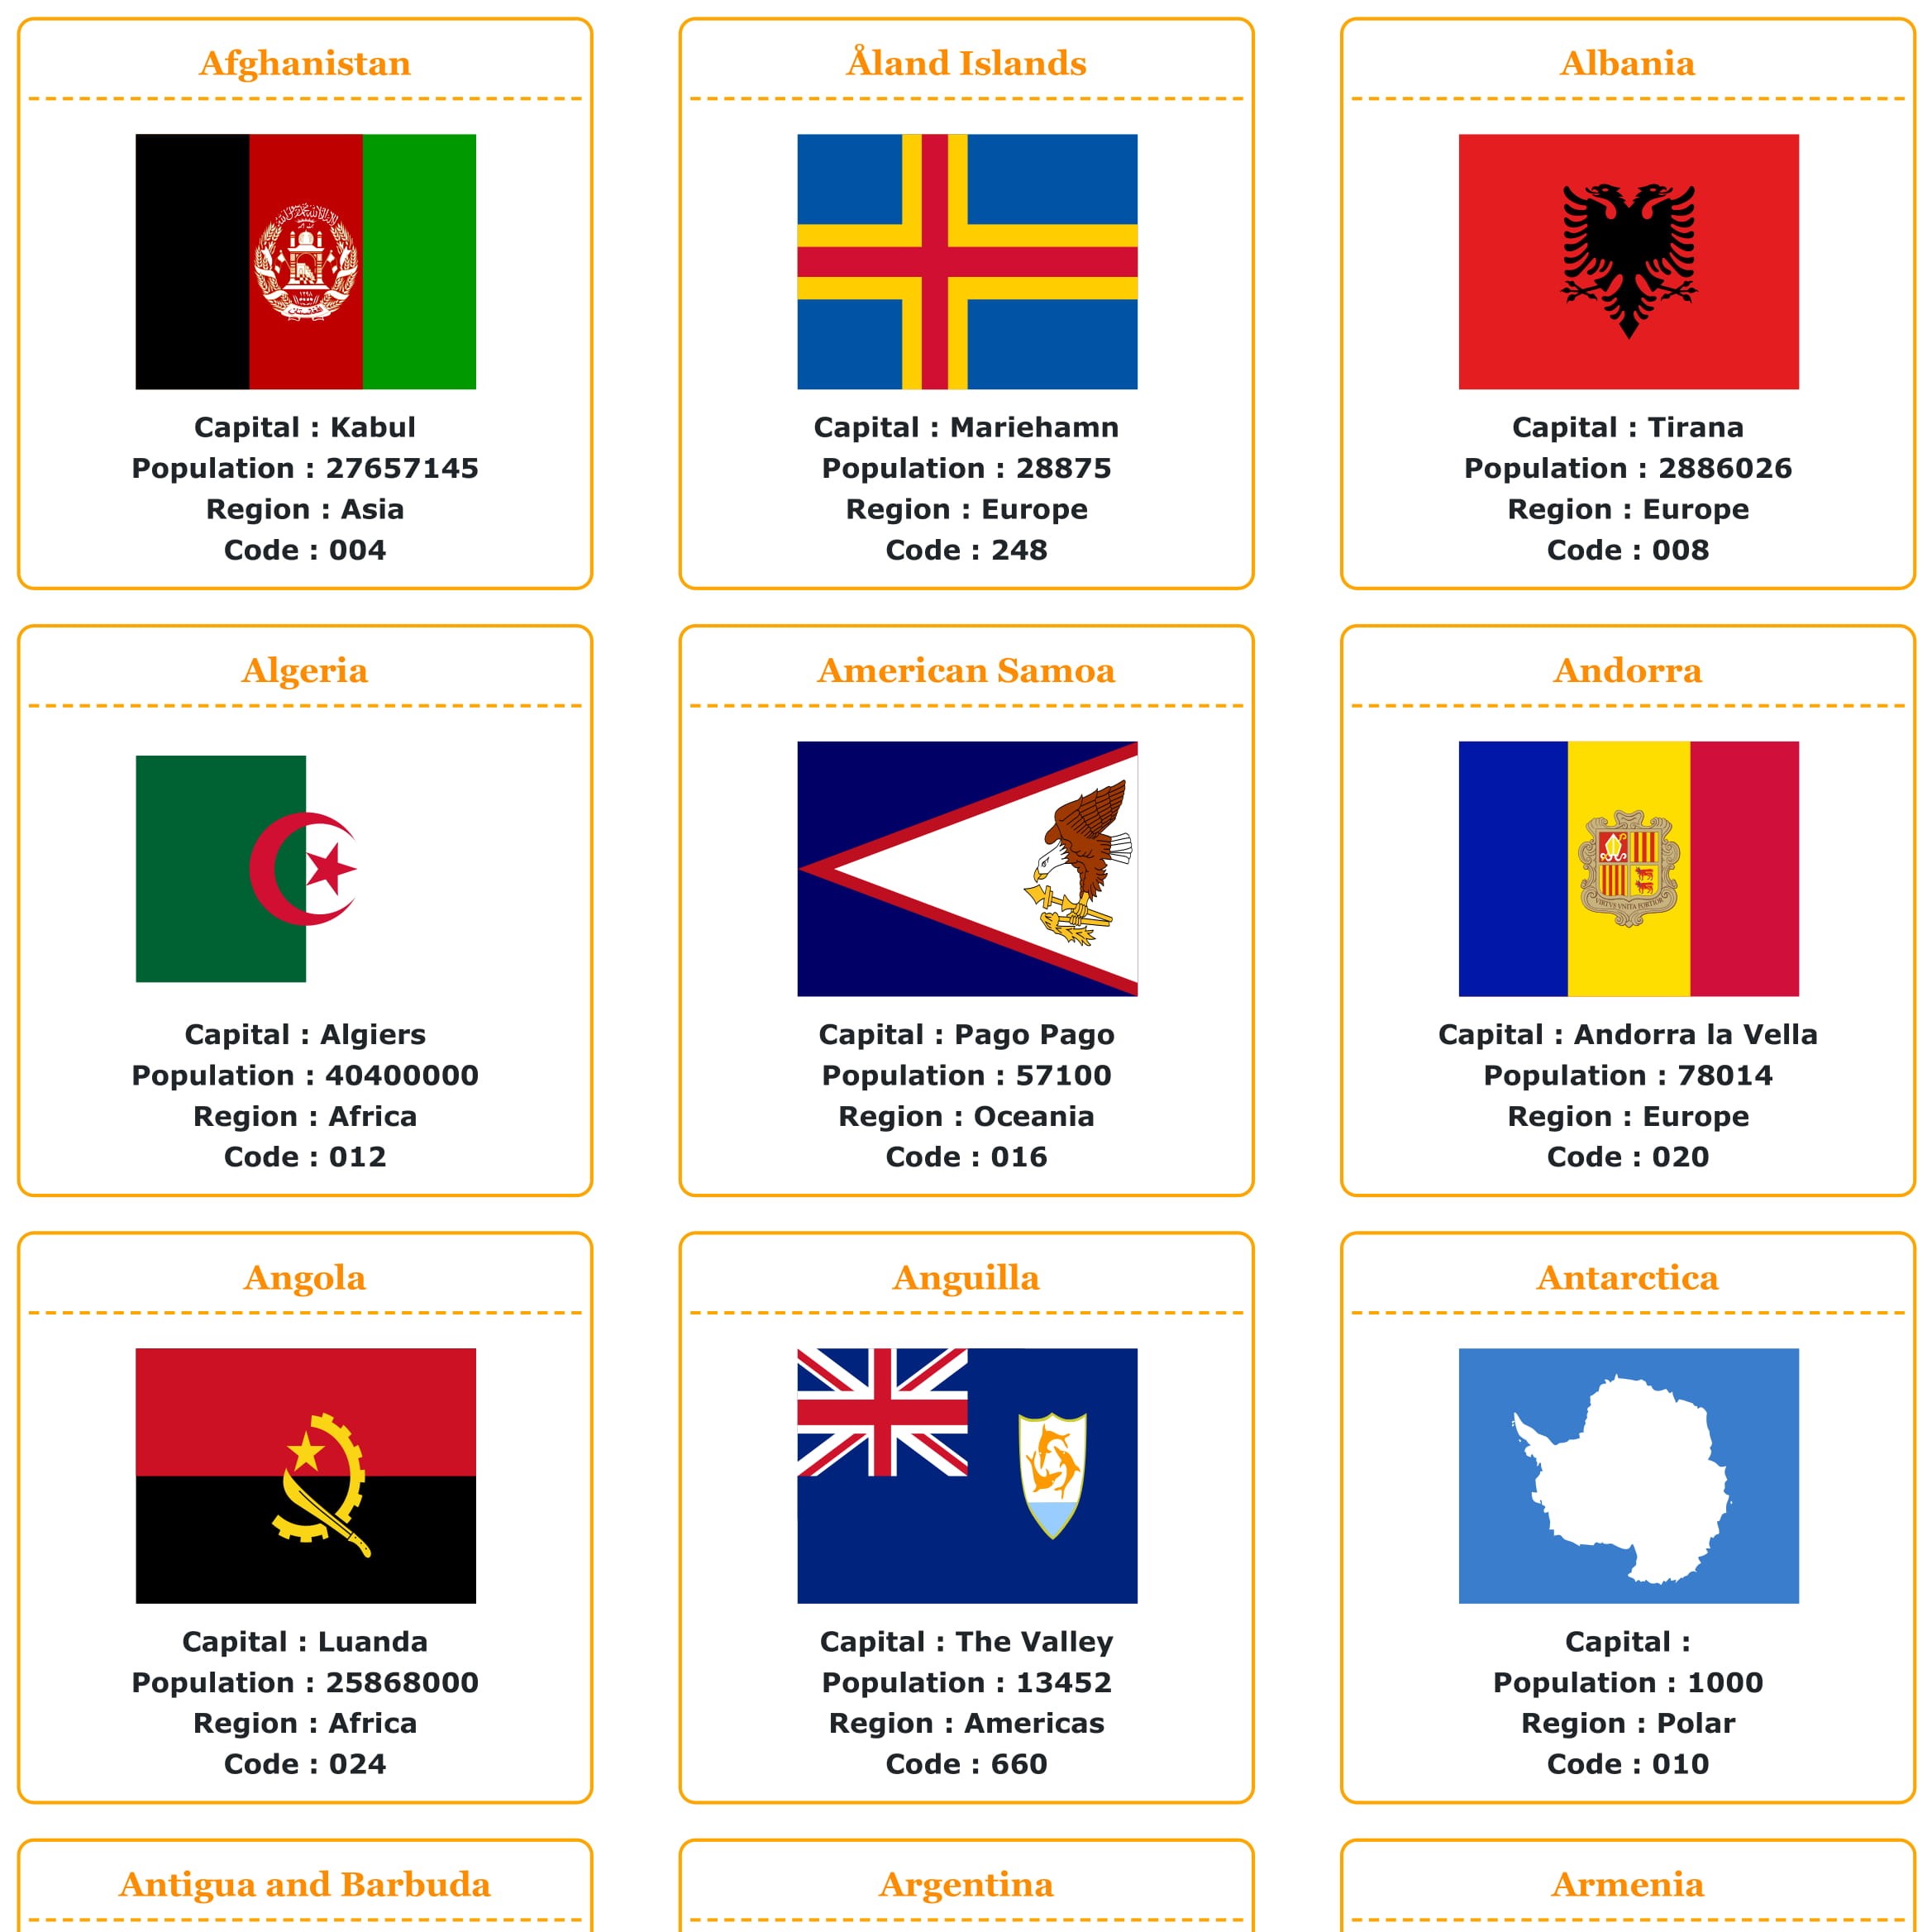 Afghanistan
Capital : Kabul
Population : 27657145
Region : Asia
Code : 004
Åland Islands
Capital : Mariehamn
Population : 28875
Region : Europe
Code : 248
Albania
Capital : Tirana
Population : 2886026
Region : Europe
Code : 008
Algeria
Capital : Algiers
Population : 40400000
Region : Africa
Code : 012
American Samoa
Capital : Pago Pago
Population : 57100
Region : Oceania
Code : 016
Andorra
VIRTVS VNITA FORTIOR
Capital : Andorra la Vella
Population : 78014
Region : Europe
Code : 020
Angola
Capital : Luanda
Population : 25868000
Region : Africa
Code : 024
Anguilla
Capital : The Valley
Population : 13452
Region : Americas
Code : 660
Antarctica
Capital :
Population : 1000
Region : Polar
Code : 010
Antigua and Barbuda
Argentina
Armenia